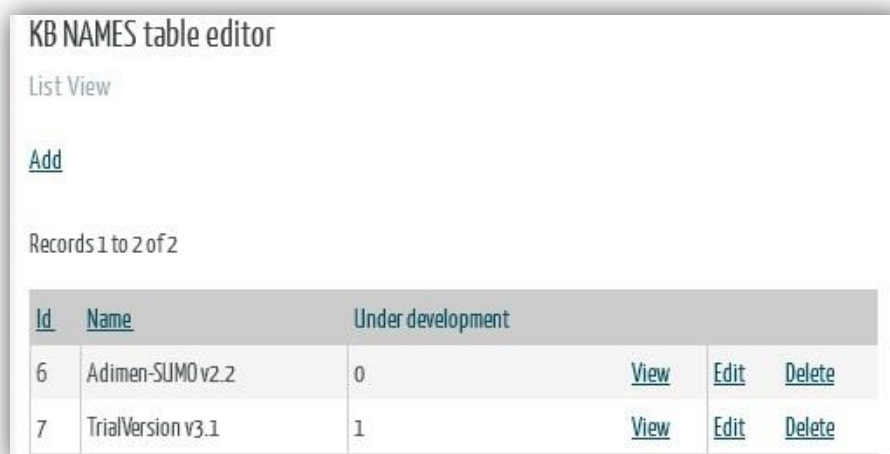 KB NAMES table editor
List View
Add
Records 1 to 2 of 2
Id Name Under development
6 Adimen-SUMO v2.2 0 View Edit Delete
7 TrialVersion v3.1 1 View Edit Delete